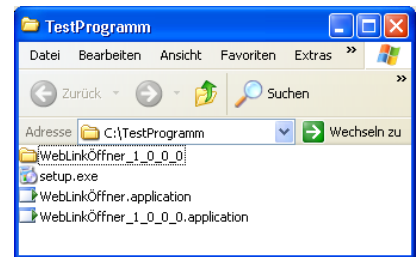 TestProgramm
Datei Bearbeiten Ansicht Favoriten Extras »
Zurück Suchen »
Adresse C:\TestProgramm Wechseln zu
WebLinkÖffner_1_0_0_0
setup.exe
WebLinkÖffner.application
WebLinkÖffner_1_0_0_0.application